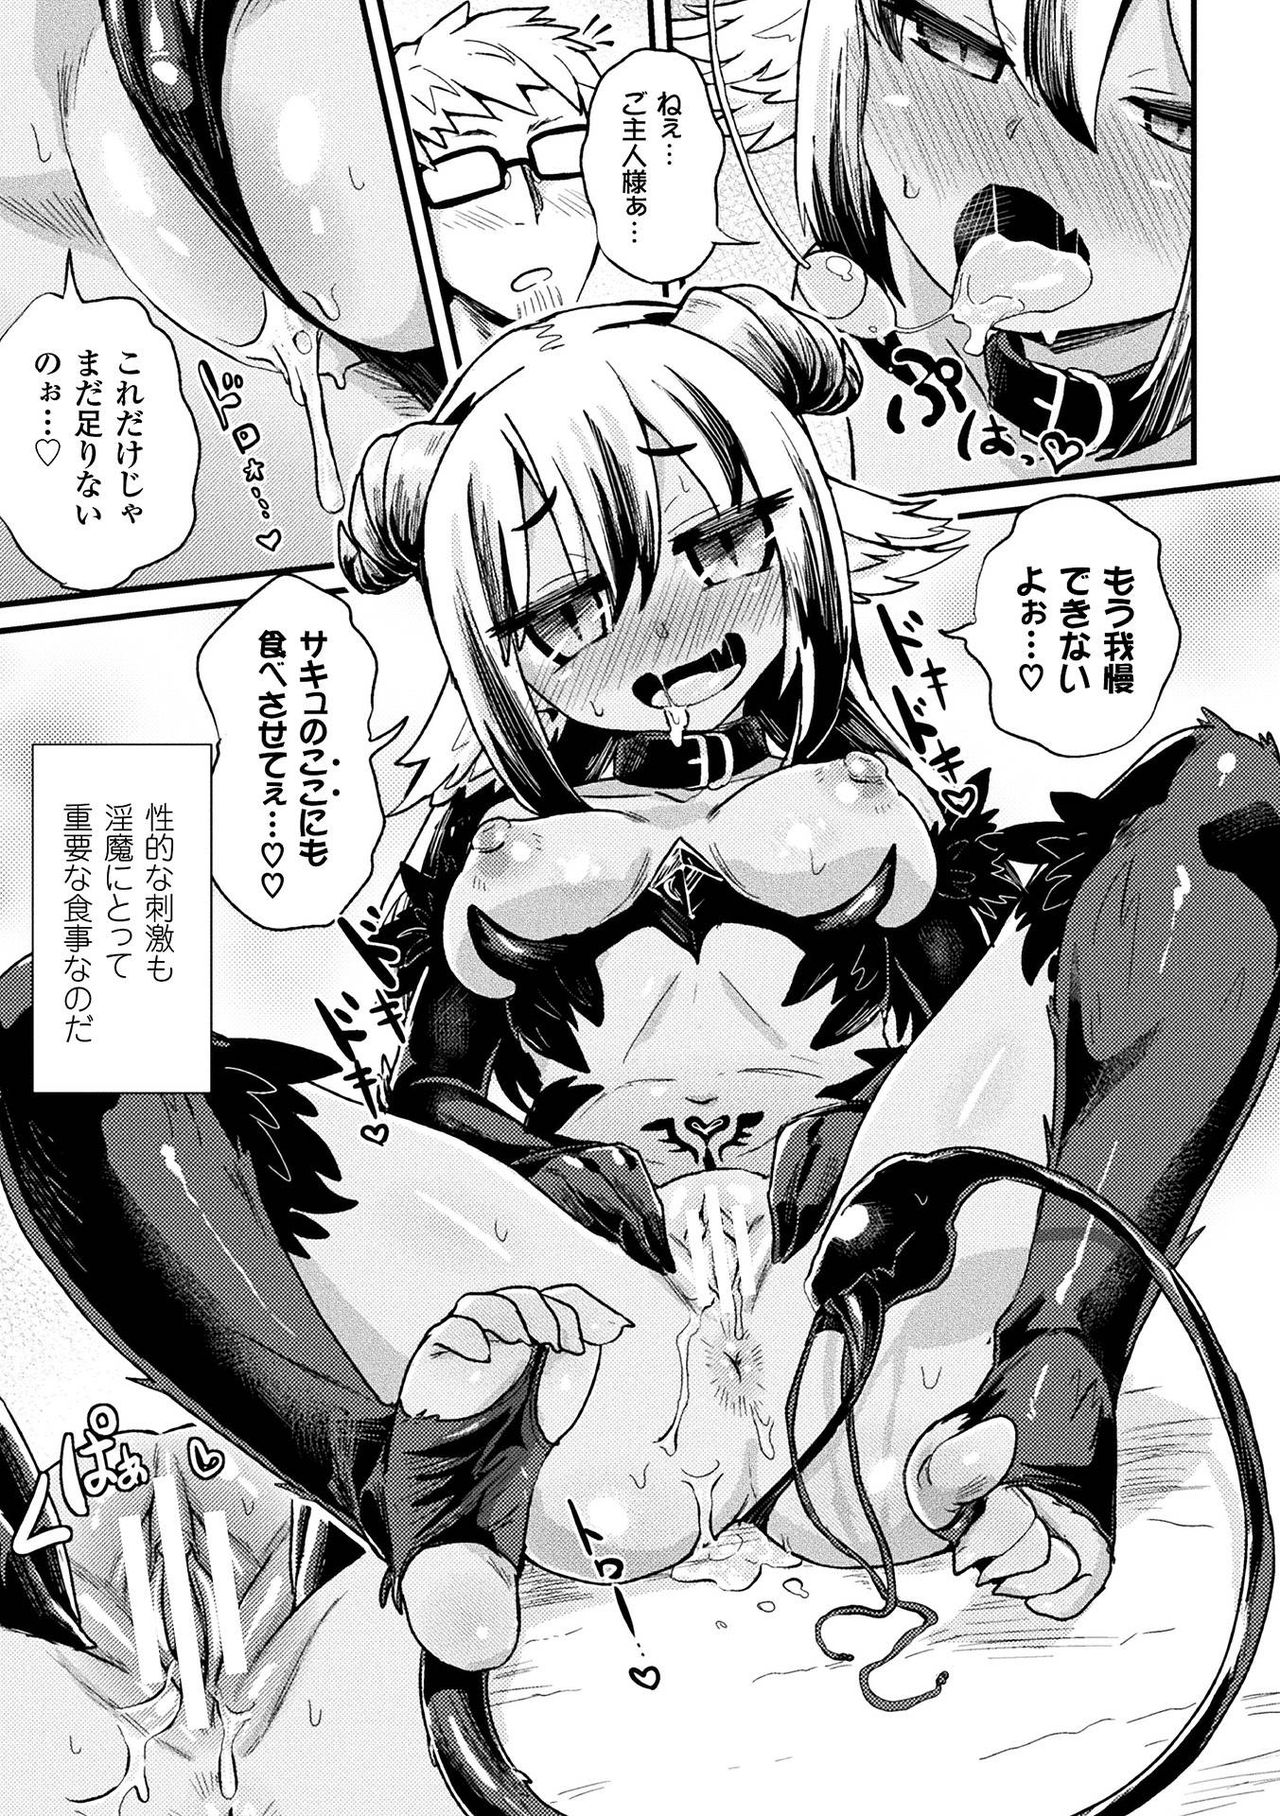 ぷはっ♡
ねえ…
ご主人様ぁ…
これだけじゃ
まだ足りない
のぉ…♡
ドロ…♡
もう我慢
できない
よぉ…♡
ドキ
ドキ
♡
サキュのここにも
食べさせてぇ…♡♡
ドキ
ドキ
♡
性的な刺激も
淫魔にとって
重要な食事なのだ
トロ…♡
くぱぁ
♡